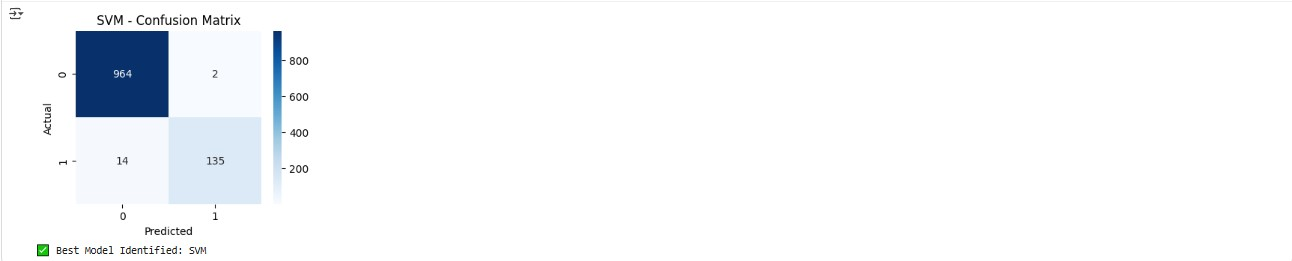 SVM - Confusion Matrix
0 964 2
1 14 135
0 1
Actual
Predicted
800
600
400
200
Best Model Identified: SVM